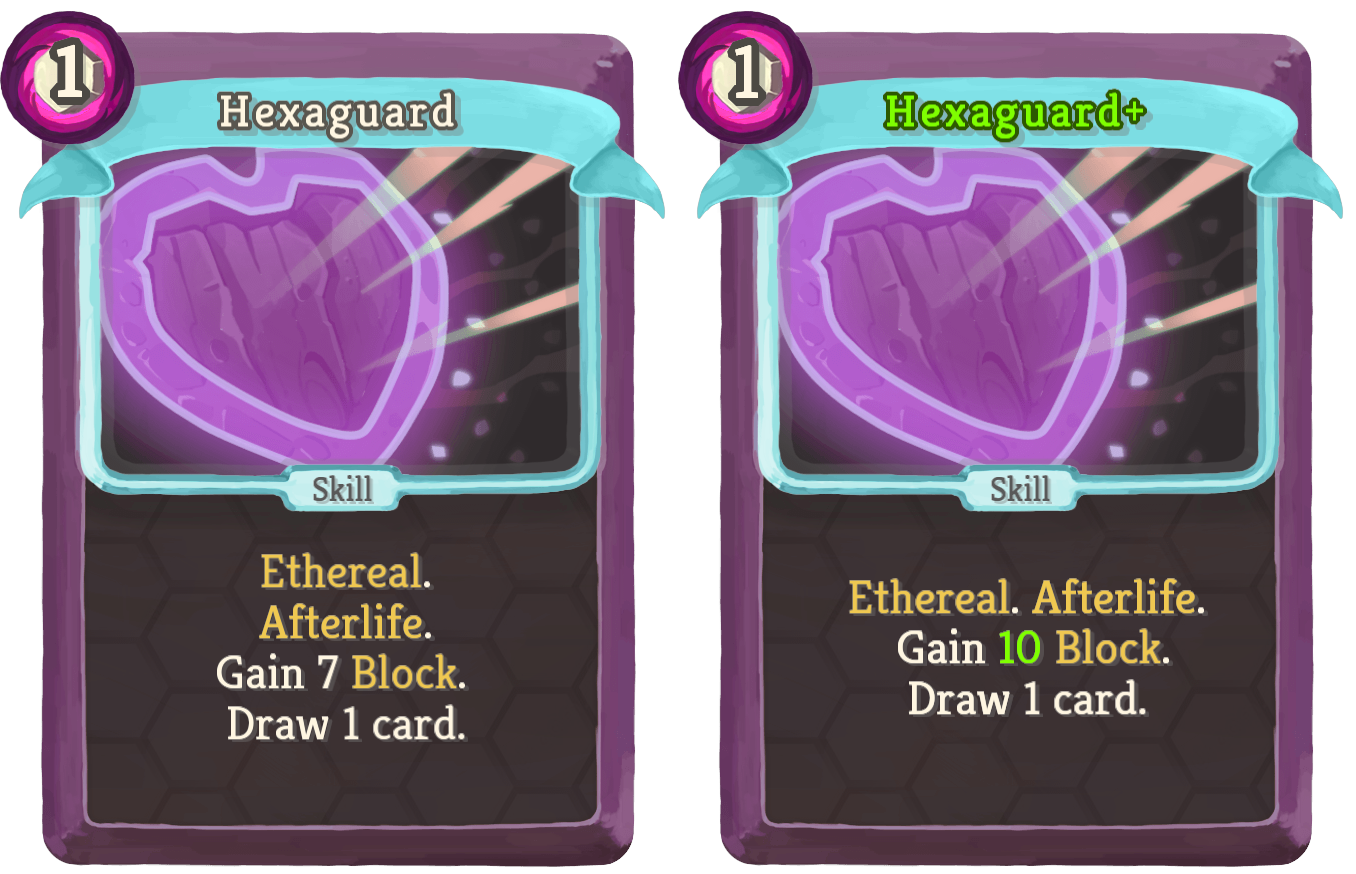 1
Hexaguard
Skill
Ethereal.
Afterlife.
Gain 7 Block.
Draw 1 card.
1
Hexaguard+
Skill
Ethereal. Afterlife.
Gain 10 Block.
Draw 1 card.